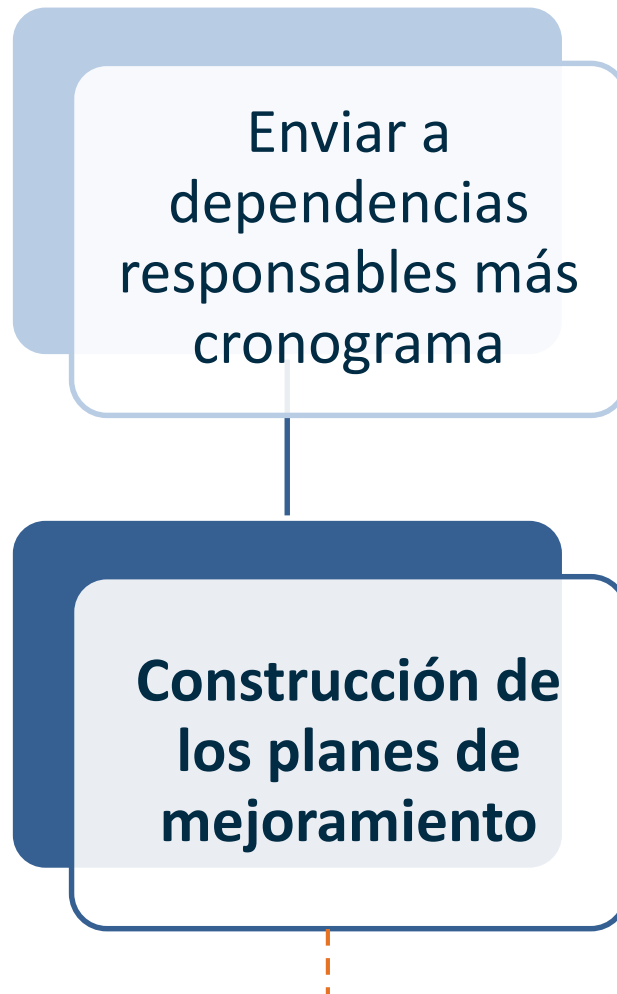 Enviar a
dependencias
responsables más
cronograma
Construcción de
los planes de
mejoramiento